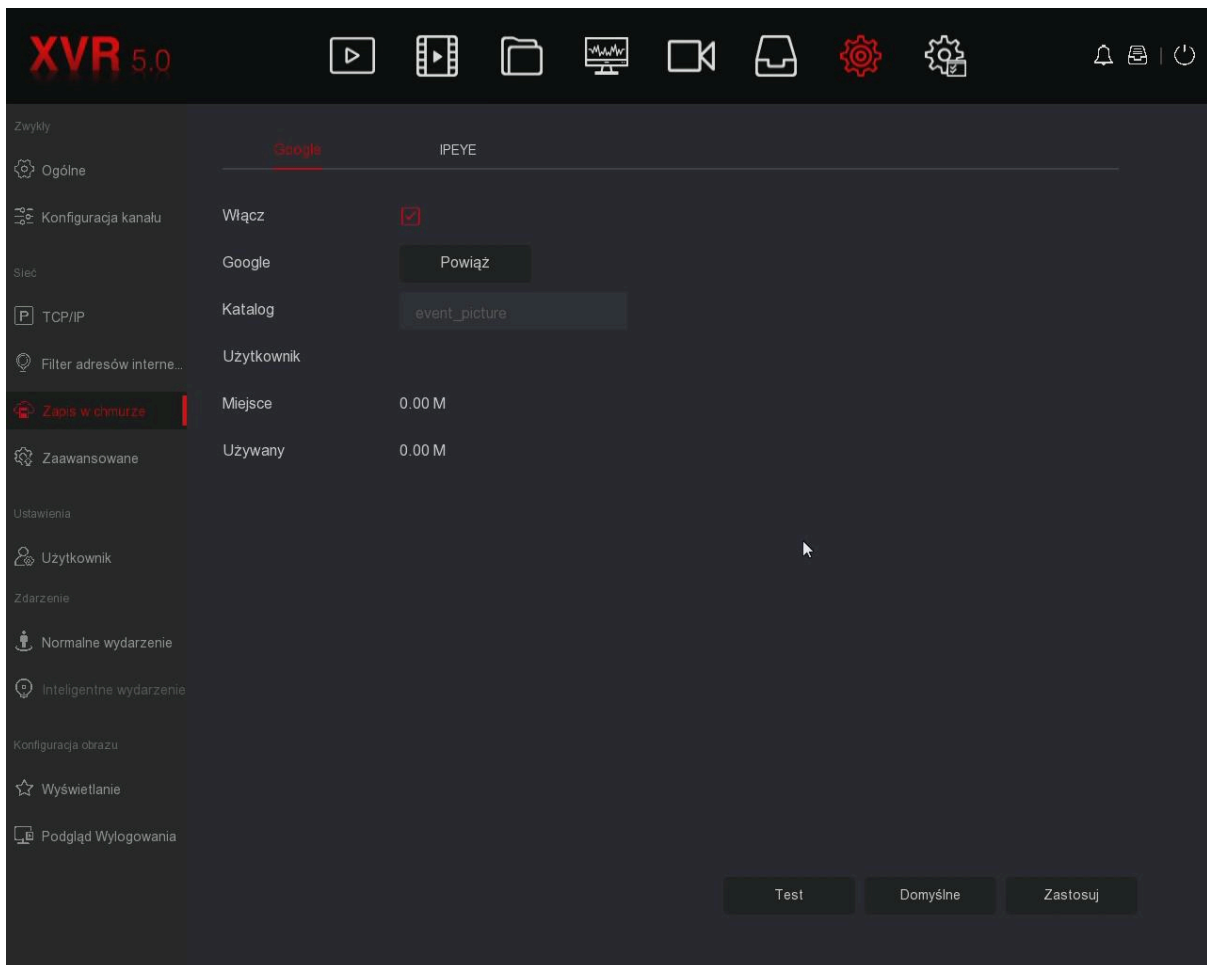 XVR 5.0
Zwykły
Ogólne
Konfiguracja kanału
Sieć
TCP/IP
Filter adresów interne...
Zapis w chmurze
Zaawansowane
Ustawienia
Użytkownik
Zdarzenie
Normalne wydarzenie
Inteligentne wydarzenie
Konfiguracja obrazu
Wyświetlanie
Podgląd Wylogowania
Google IPEYE
Włącz
Google Powiąż
Katalog event_picture
Użytkownik
Miejsce 0.00 M
Używany 0.00 M
Test Domyślne Zastosuj